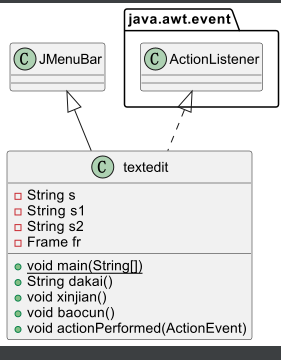 java.awt.event
C JMenuBar
C ActionListener
C textedit
String s
String s1
String s2
Frame fr
void main(String[])
String dakai()
void xinjian()
void baocun()
void actionPerformed(ActionEvent)